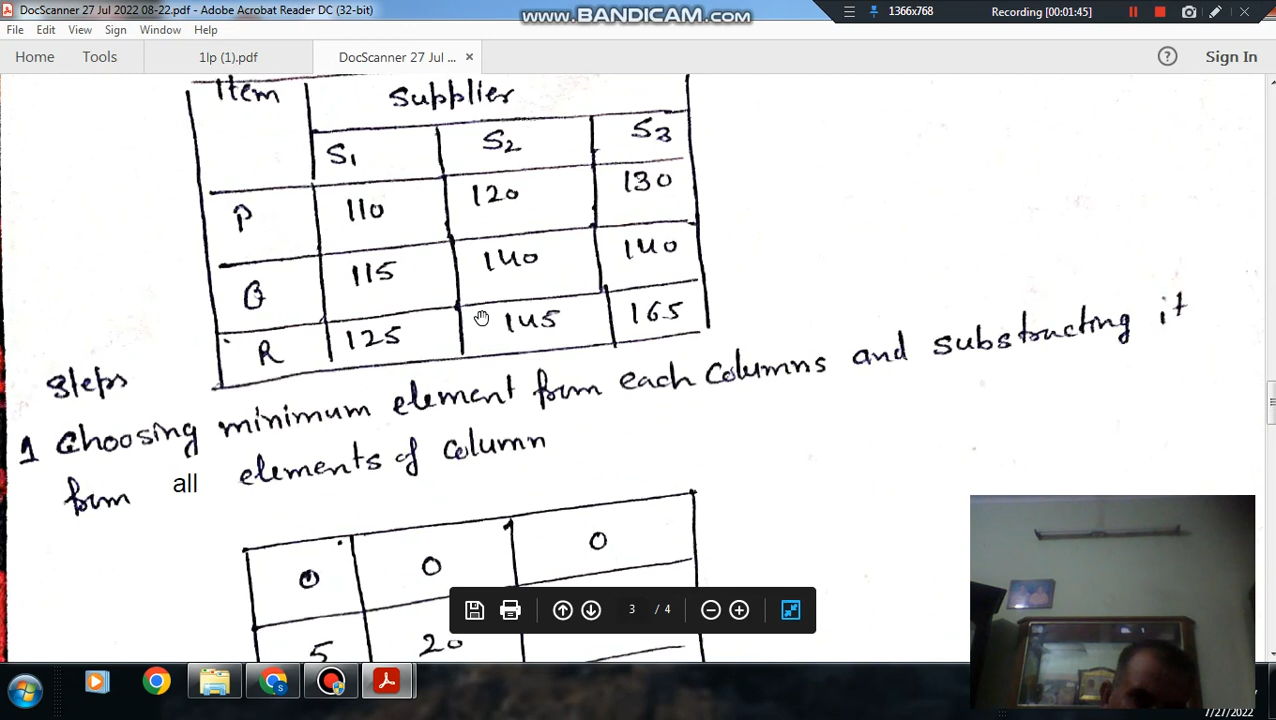 DocScanner 27 Jul 2022 08-22.pdf - Adobe Acrobat Reader DC (32-bit)
www.BANDICAM.com
1366x768
Recording [00:01:45]
File Edit View Sign Window Help
Home Tools 1lp (1).pdf DocScanner 27 Jul ... × Sign In
Item Supplier
S1 S2 S3
P 110 120 130
Q 115 140 140
R 125 145 165
Steps
1 Choosing minimum element from each columns and substracting it
from all elements of column
0 0 0
5 20
3 / 4
7/27/2022